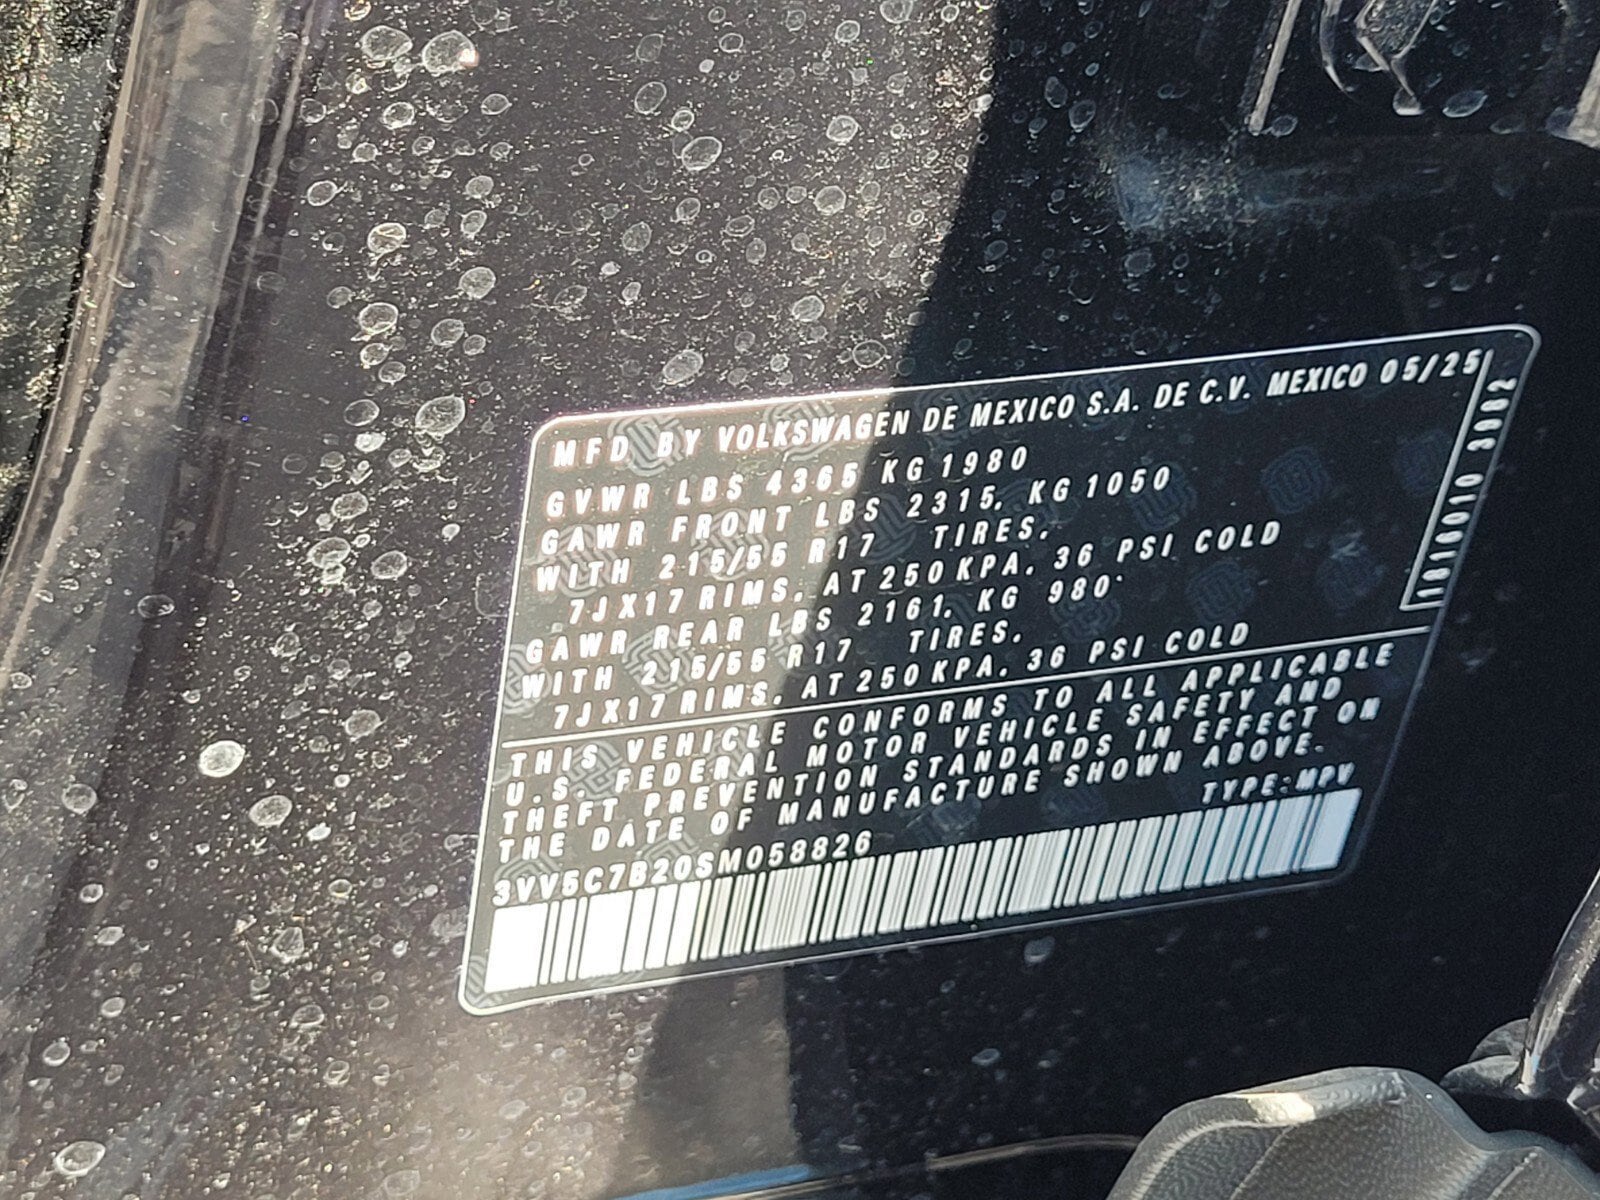 MFD BY VOLKSWAGEN DE MEXICO S.A. DE C.V. MEXICO 05/25
GVWR LBS 4365 KG 1980
GAWR FRONT LBS 2315, KG 1050
WITH 215/55 R17 TIRES,
7JX17 RIMS, AT 250 KPA, 36 PSI COLD
GAWR REAR LBS 2161, KG 980
WITH 215/55 R17 TIRES,
7JX17 RIMS, AT 250 KPA, 36 PSI COLD
THIS VEHICLE CONFORMS TO ALL APPLICABLE
U.S. FEDERAL MOTOR VEHICLE SAFETY AND
THEFT PREVENTION STANDARDS IN EFFECT ON
THE DATE OF MANUFACTURE SHOWN ABOVE.
TYPE: MPV
3VV5C7B20SM058826